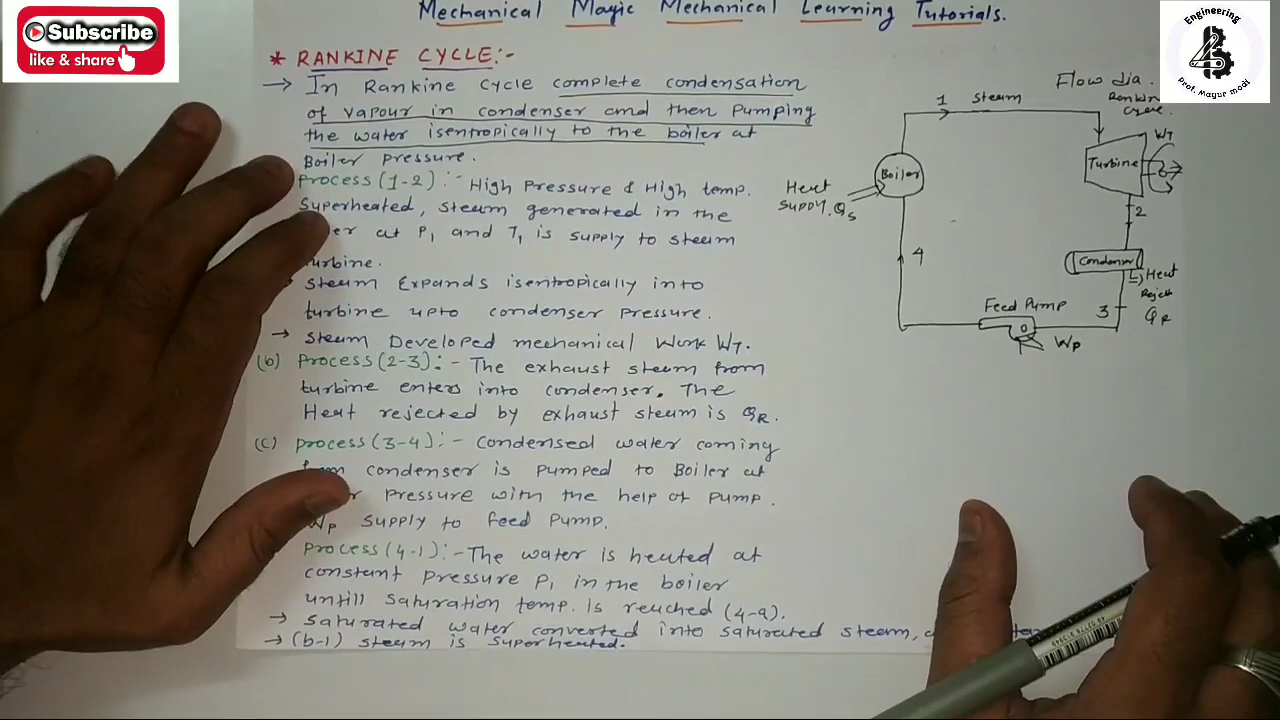 Mechanical Magic Mechanical Learning Tutorials.
Subscribe
like & share
Engineering
Prof. Mayur modi
* RANKINE CYCLE:-
→ In Rankine cycle complete condensation
of vapour in condenser and then pumping
the water isentropically to the boiler at
Boiler pressure.
Process (1-2) :- High Pressure & High temp.
Superheated, steam generated in the
at P1 and T1 is supply to steam
turbine.
steam Expands isentropically into
turbine upto condenser pressure.
→ steam Developed mechanical Work WT.
(b) Process (2-3) :- The exhaust steam from
turbine enters into condenser. The
Heat rejected by exhaust steam is QR.
(c) process (3-4) :- condensed water coming
condenser is pumped to Boiler at
pressure with the help of pump.
Wp supply to feed pump.
Process (4-1) :- The water is heated at
constant pressure P1 in the boiler
untill saturation temp. is reached (4-a).
→ saturated water converted into saturated steam,
→ (b-1) steam is superheated.
Flow dia.
1 steam
Boiler
Turbine
WT
Heat
Supply. Qs
2
Condenser
4
Heat
Reject
QR
3
Feed Pump
Wp